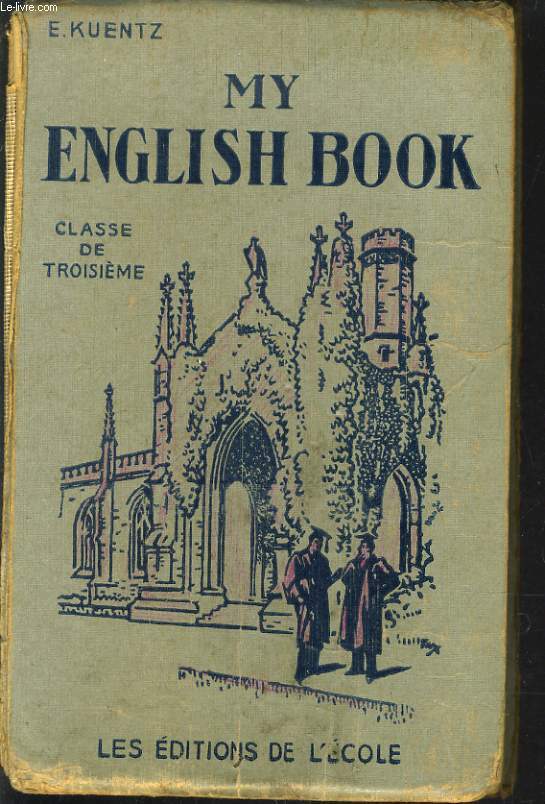 Le-livre.com
E. KUENTZ
MY
ENGLISH BOOK
CLASSE
DE
TROISIÈME
LES ÉDITIONS DE L'ÉCOLE